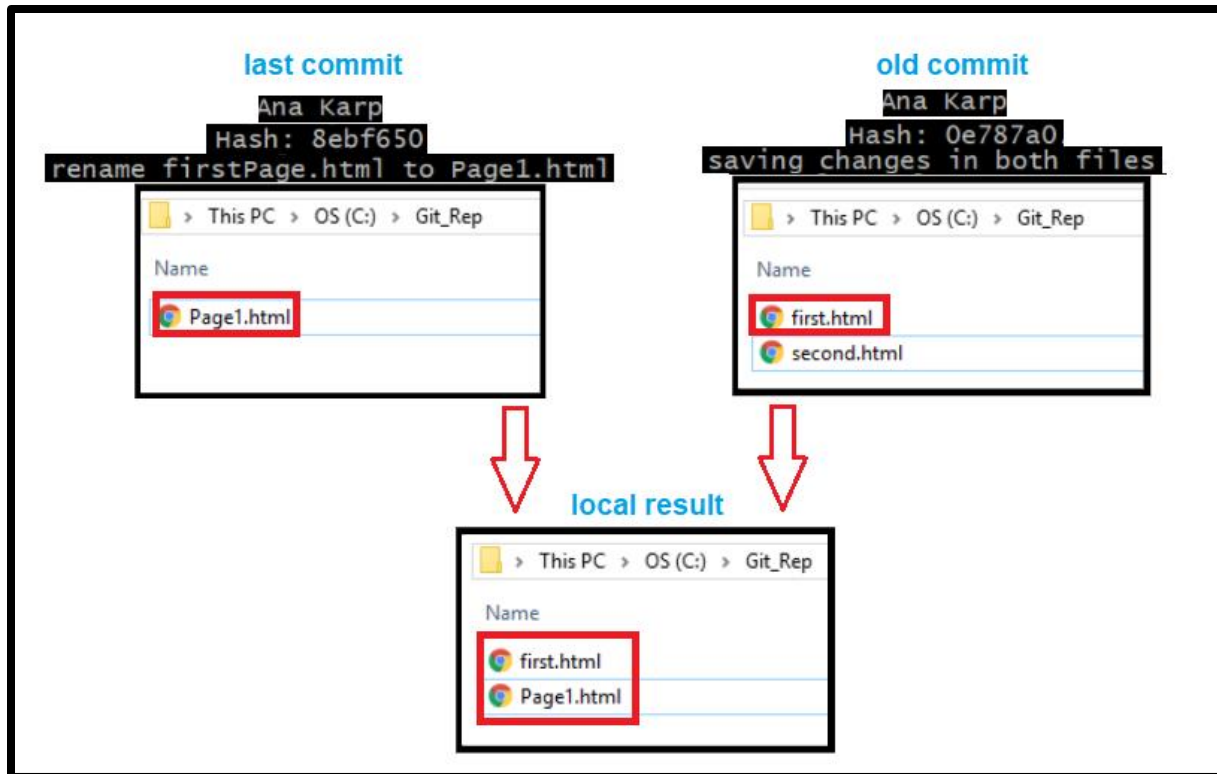 last commit
Ana Karp
Hash: 8ebf650
rename firstPage.html to Page1.html
This PC > OS (C:) > Git_Rep
Name
Page1.html
old commit
Ana Karp
Hash: 0e787a0
saving changes in both files
This PC > OS (C:) > Git_Rep
Name
first.html
second.html
local result
This PC > OS (C:) > Git_Rep
Name
first.html
Page1.html